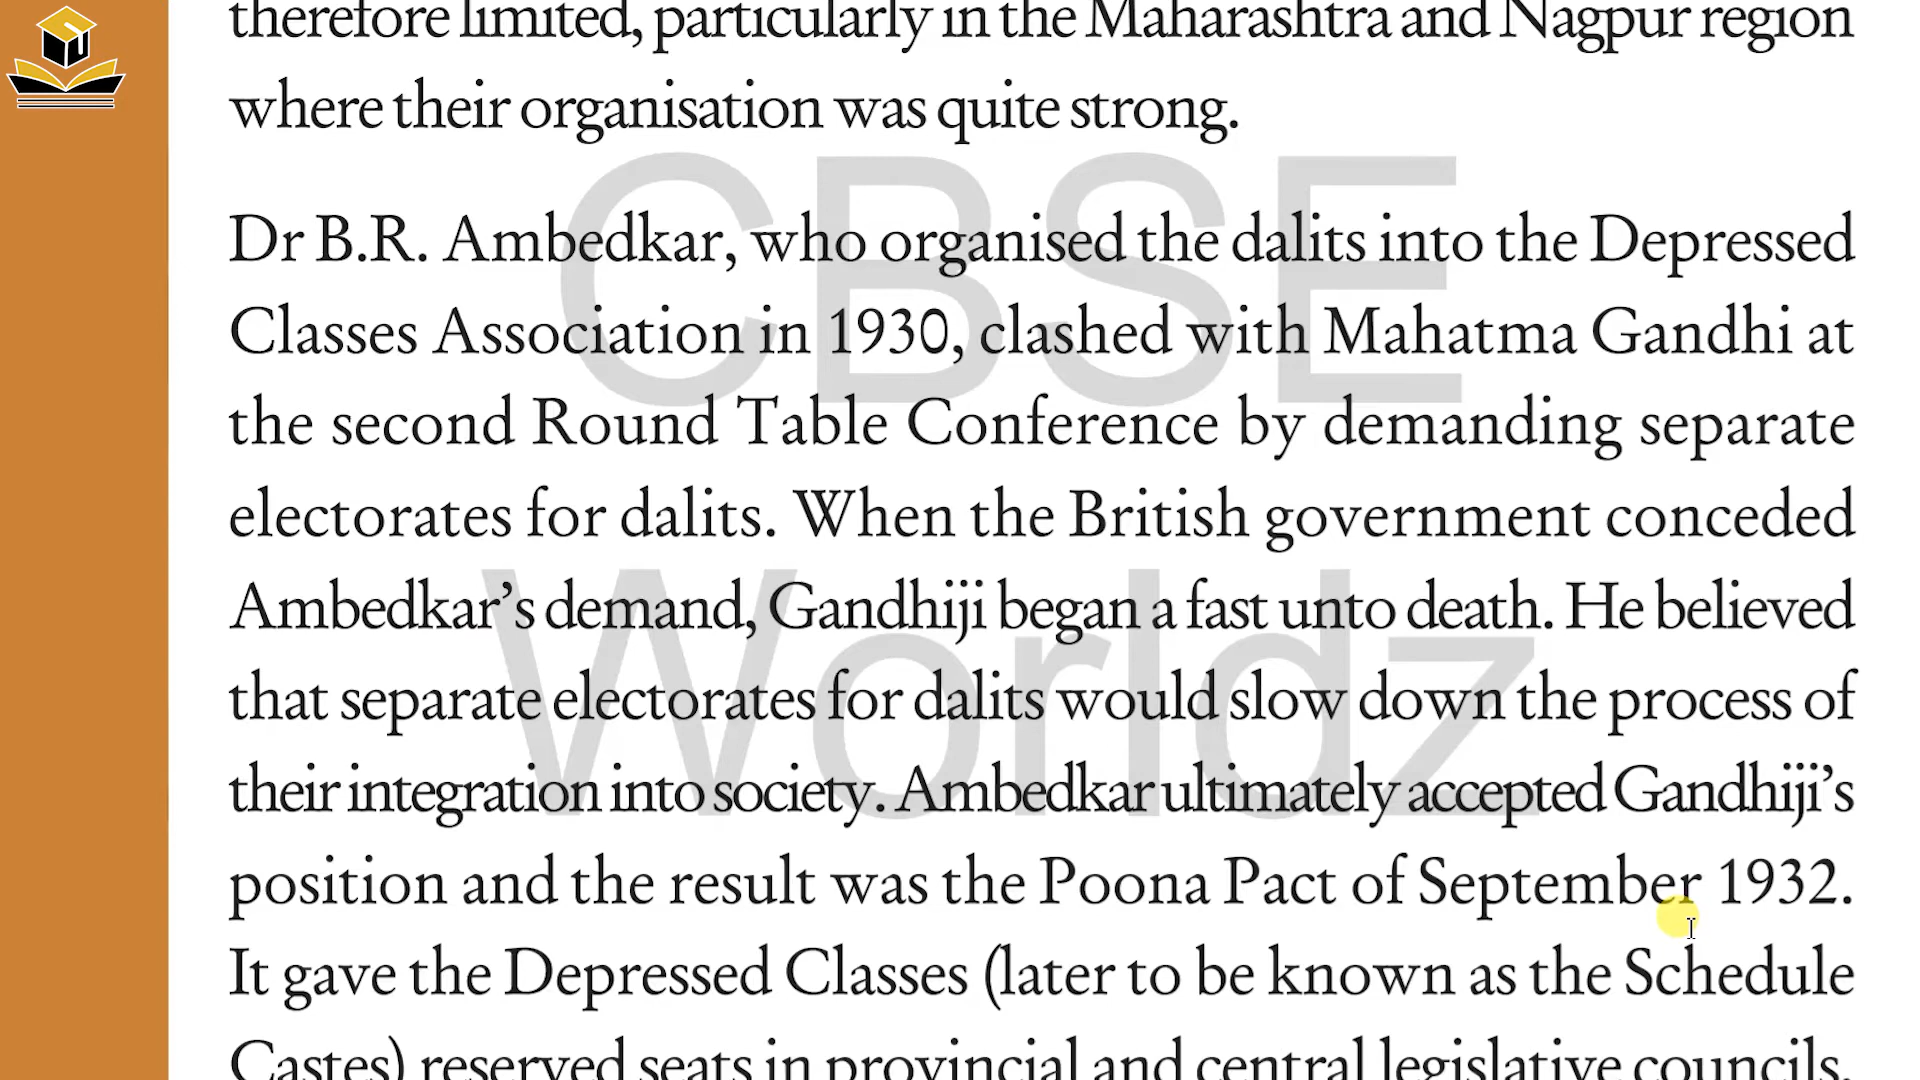 therefore limited, particularly in the Maharashtra and Nagpur region
where their organisation was quite strong.
Dr B.R. Ambedkar, who organised the dalits into the Depressed
Classes Association in 1930, clashed with Mahatma Gandhi at
the second Round Table Conference by demanding separate
electorates for dalits. When the British government conceded
Ambedkar’s demand, Gandhiji began a fast unto death. He believed
that separate electorates for dalits would slow down the process of
their integration into society. Ambedkar ultimately accepted Gandhiji’s
position and the result was the Poona Pact of September 1932.
It gave the Depressed Classes (later to be known as the Schedule
Castes) reserved seats in provincial and central legislative councils,
CBSE
Worldz